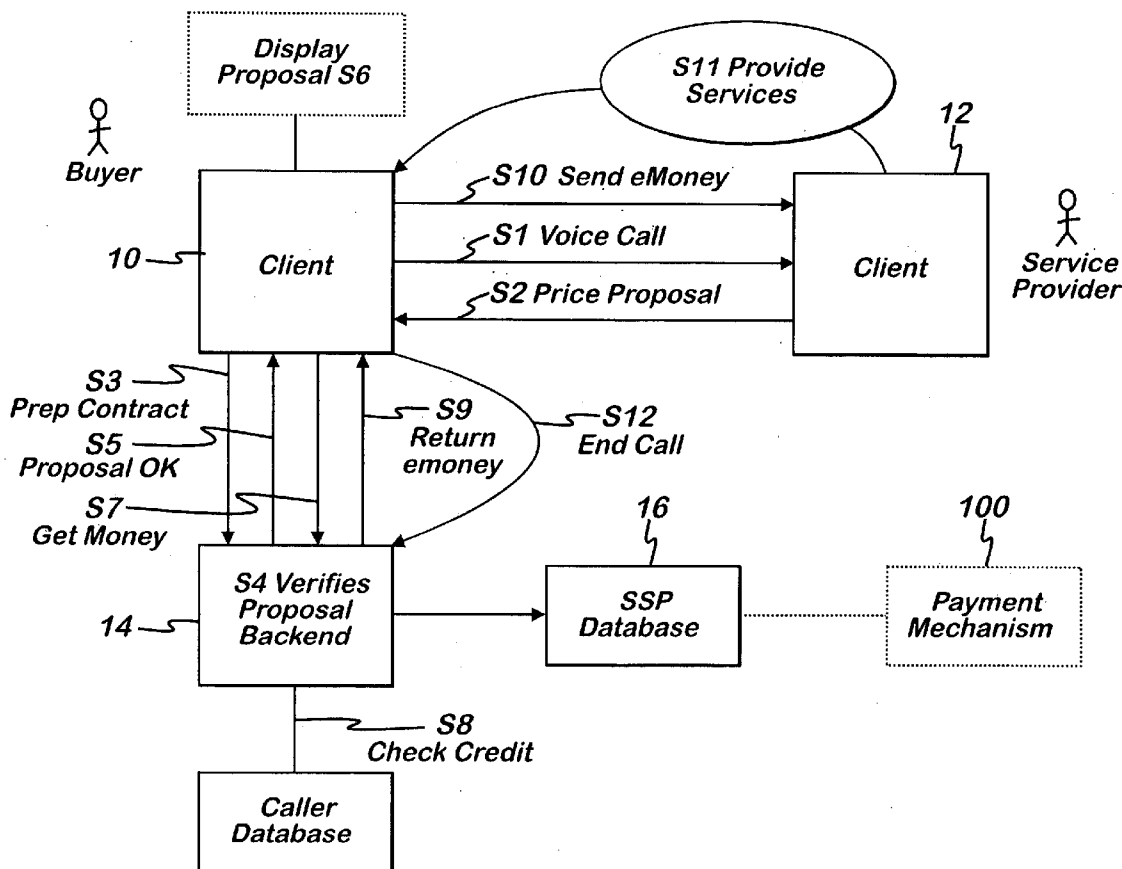 Display
Proposal S6
S11 Provide
Services
12
Buyer
S10 Send eMoney
S1 Voice Call
10
Client
Client
Service
Provider
S2 Price Proposal
S3
Prep Contract
S5
Proposal OK
S7
Get Money
S9
Return
emoney
S12
End Call
16
100
14
S4 Verifies
Proposal
Backend
SSP
Database
Payment
Mechanism
S8
Check Credit
Caller
Database